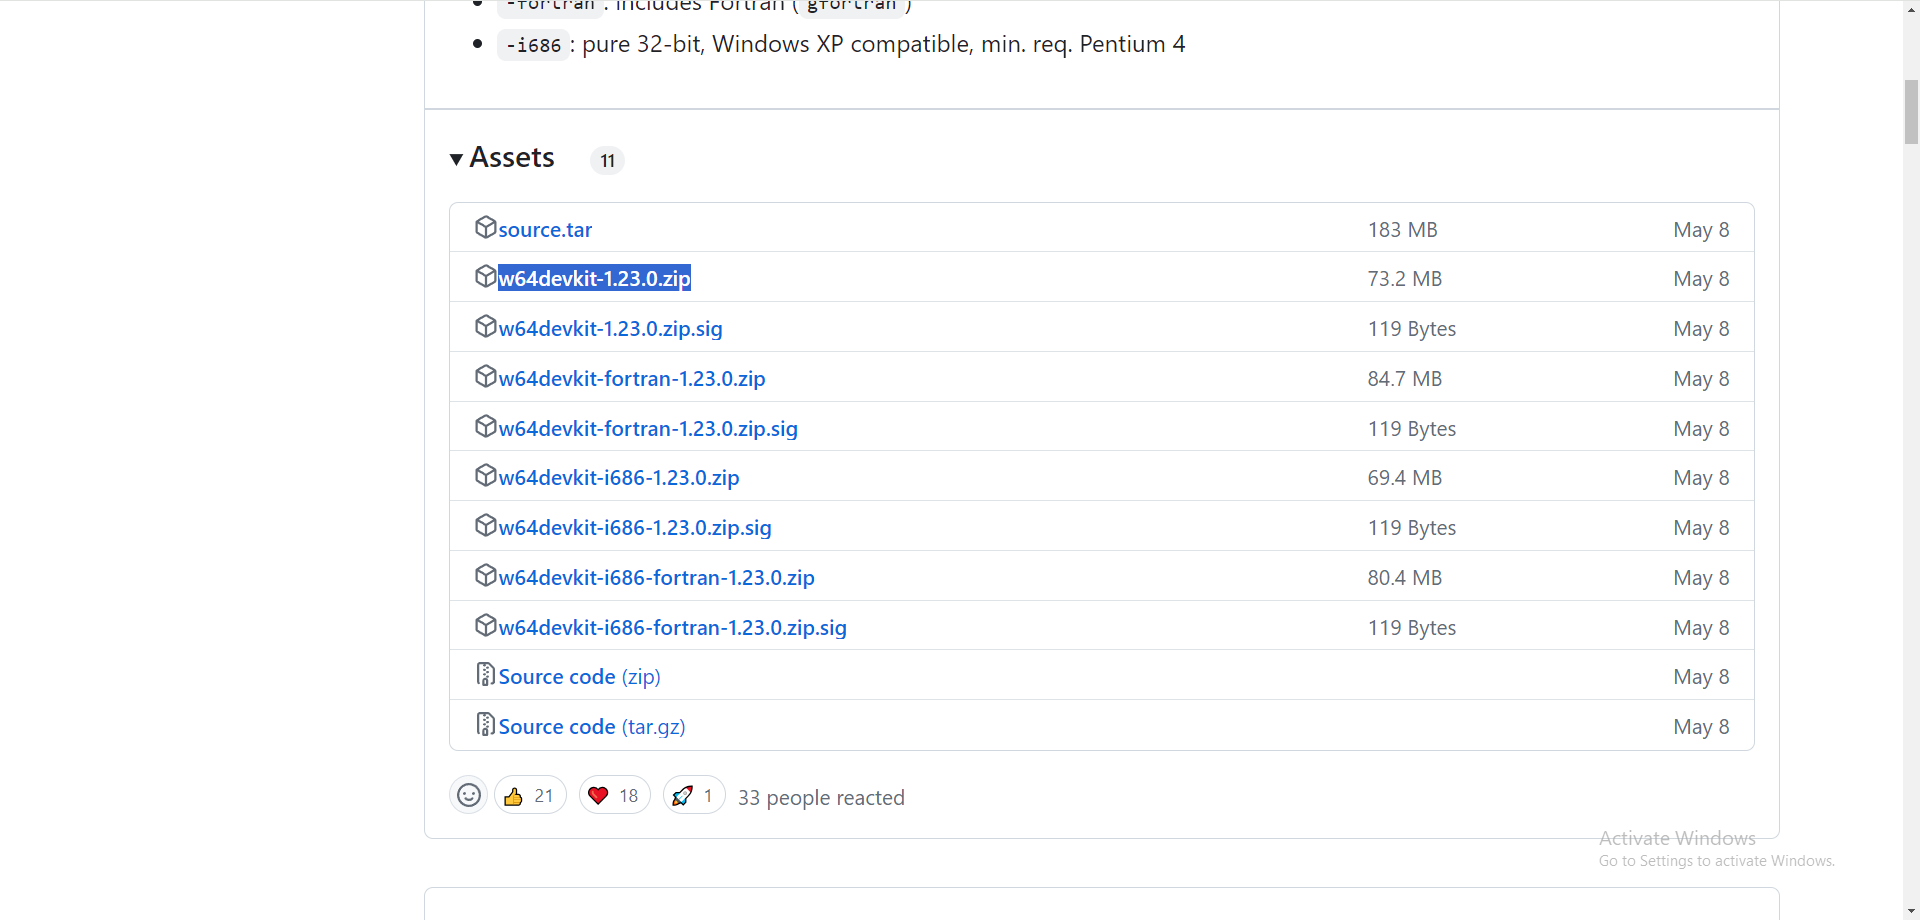 -fortran : includes Fortran ( gfortran )
-i686 : pure 32-bit, Windows XP compatible, min. req. Pentium 4
Assets 11
source.tar 183 MB May 8
w64devkit-1.23.0.zip 73.2 MB May 8
w64devkit-1.23.0.zip.sig 119 Bytes May 8
w64devkit-fortran-1.23.0.zip 84.7 MB May 8
w64devkit-fortran-1.23.0.zip.sig 119 Bytes May 8
w64devkit-i686-1.23.0.zip 69.4 MB May 8
w64devkit-i686-1.23.0.zip.sig 119 Bytes May 8
w64devkit-i686-fortran-1.23.0.zip 80.4 MB May 8
w64devkit-i686-fortran-1.23.0.zip.sig 119 Bytes May 8
Source code (zip) May 8
Source code (tar.gz) May 8
21 18 1 33 people reacted
Activate Windows
Go to Settings to activate Windows.